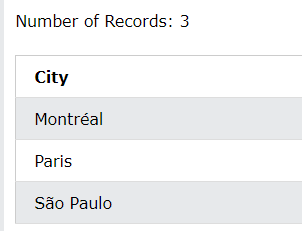 Number of Records: 3
City
Montréal
Paris
São Paulo